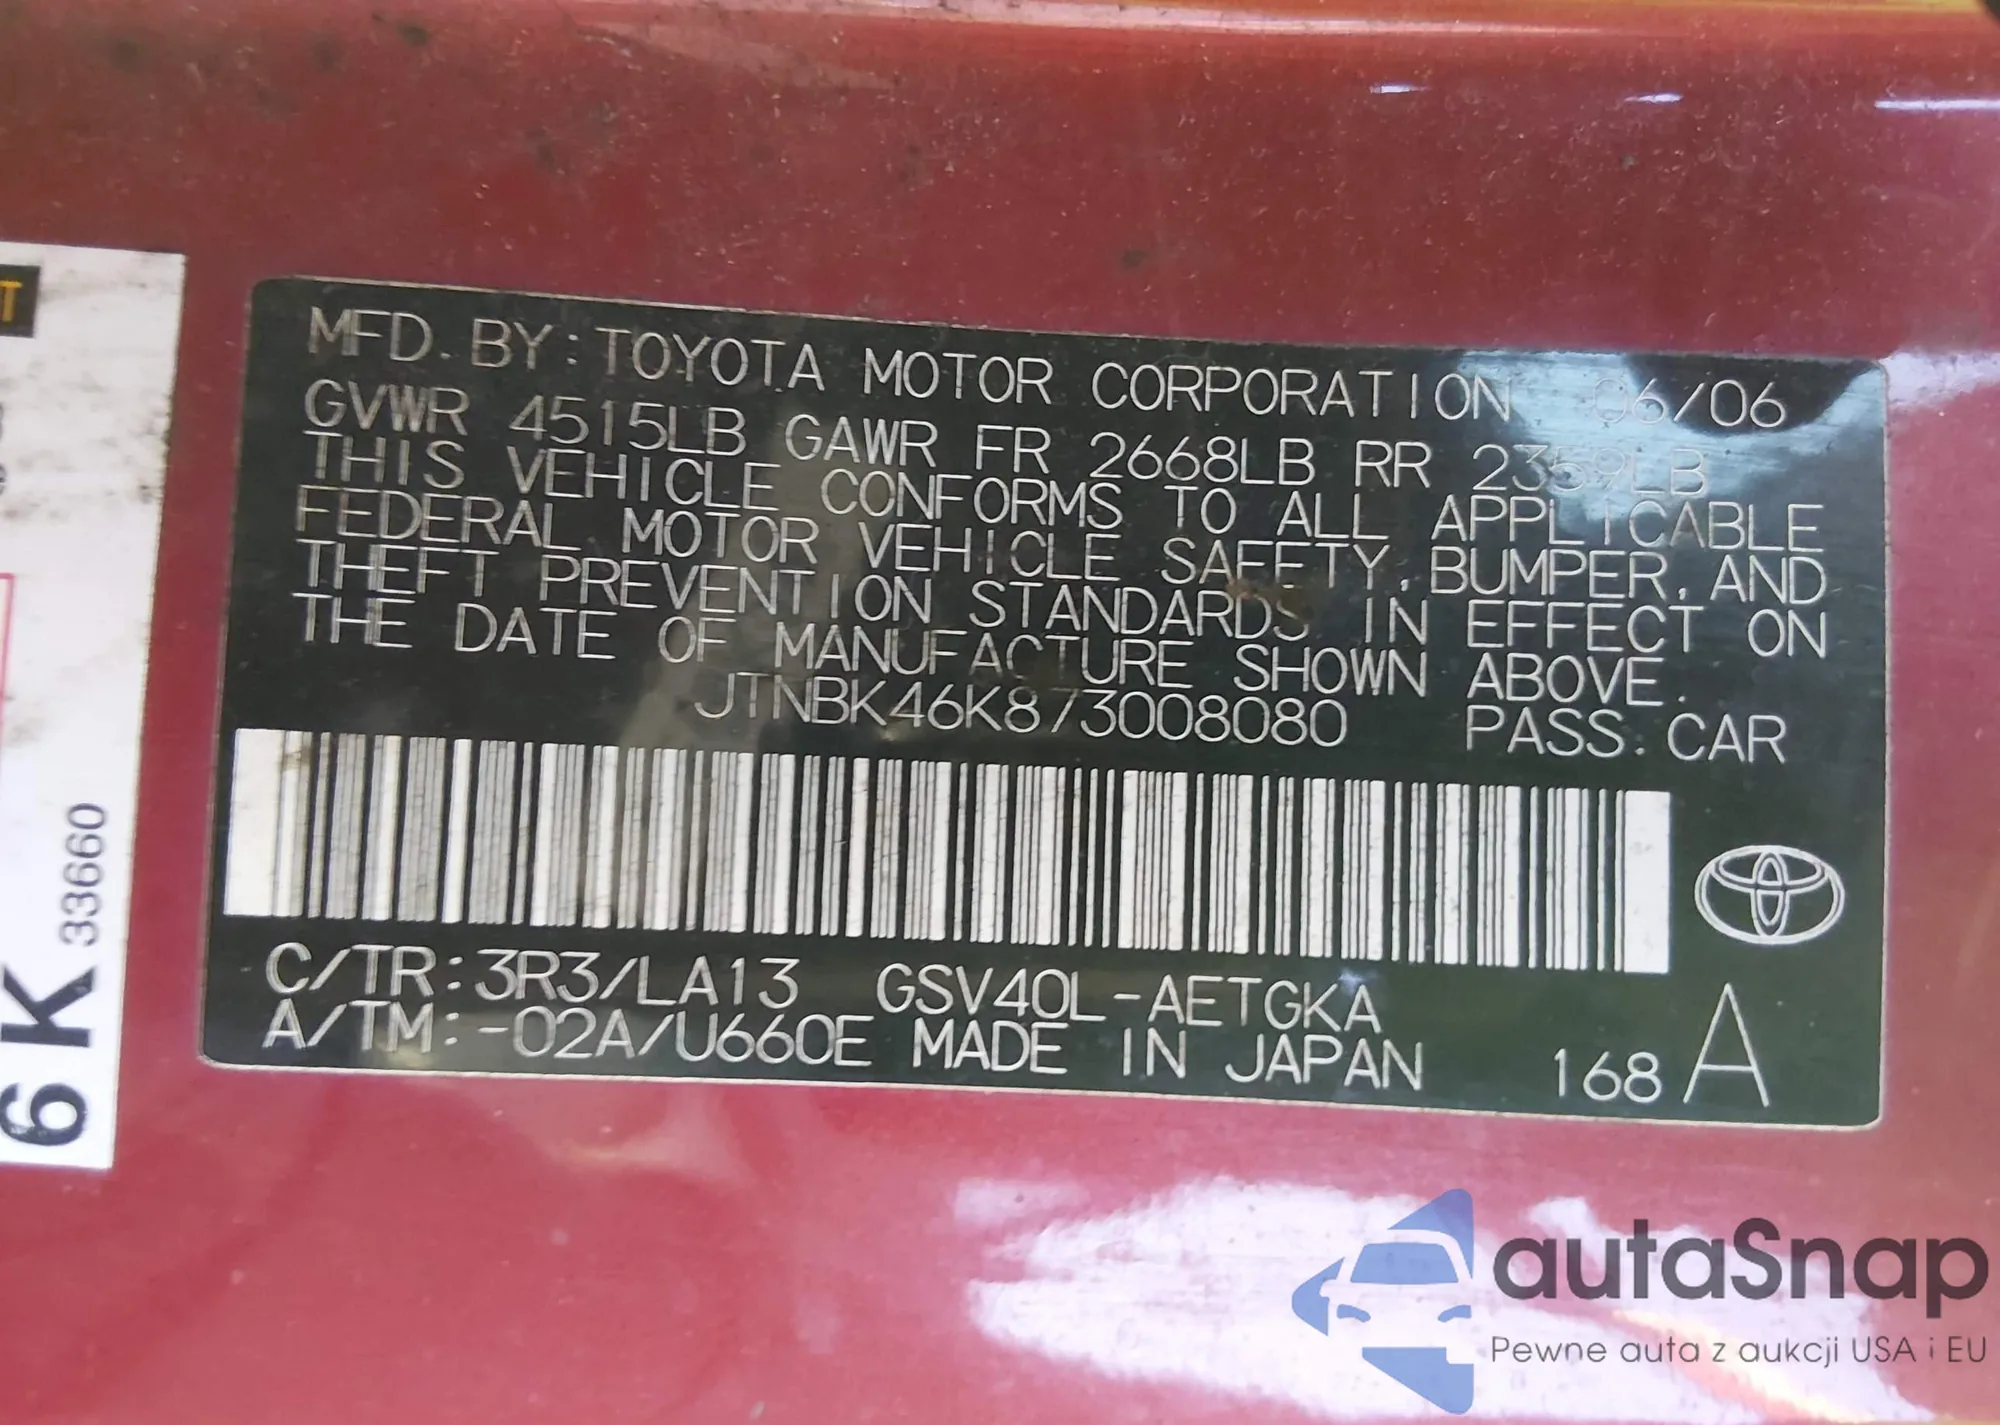 MFD. BY: TOYOTA MOTOR CORPORATION 06/06
GVWR 4515LB GAWR FR 2668LB RR 2359LB
THIS VEHICLE CONFORMS TO ALL APPLICABLE
FEDERAL MOTOR VEHICLE SAFETY, BUMPER, AND
THEFT PREVENTION STANDARDS IN EFFECT ON
THE DATE OF MANUFACTURE SHOWN ABOVE.
JTNBK46K873008080 PASS. CAR
C/TR: 3R3/LA13 GSV40L-AETGKA
A/TM: -02A/U660E MADE IN JAPAN 168 A
6 K 33660
autaSnap
Pewne auta z aukcji USA i EU